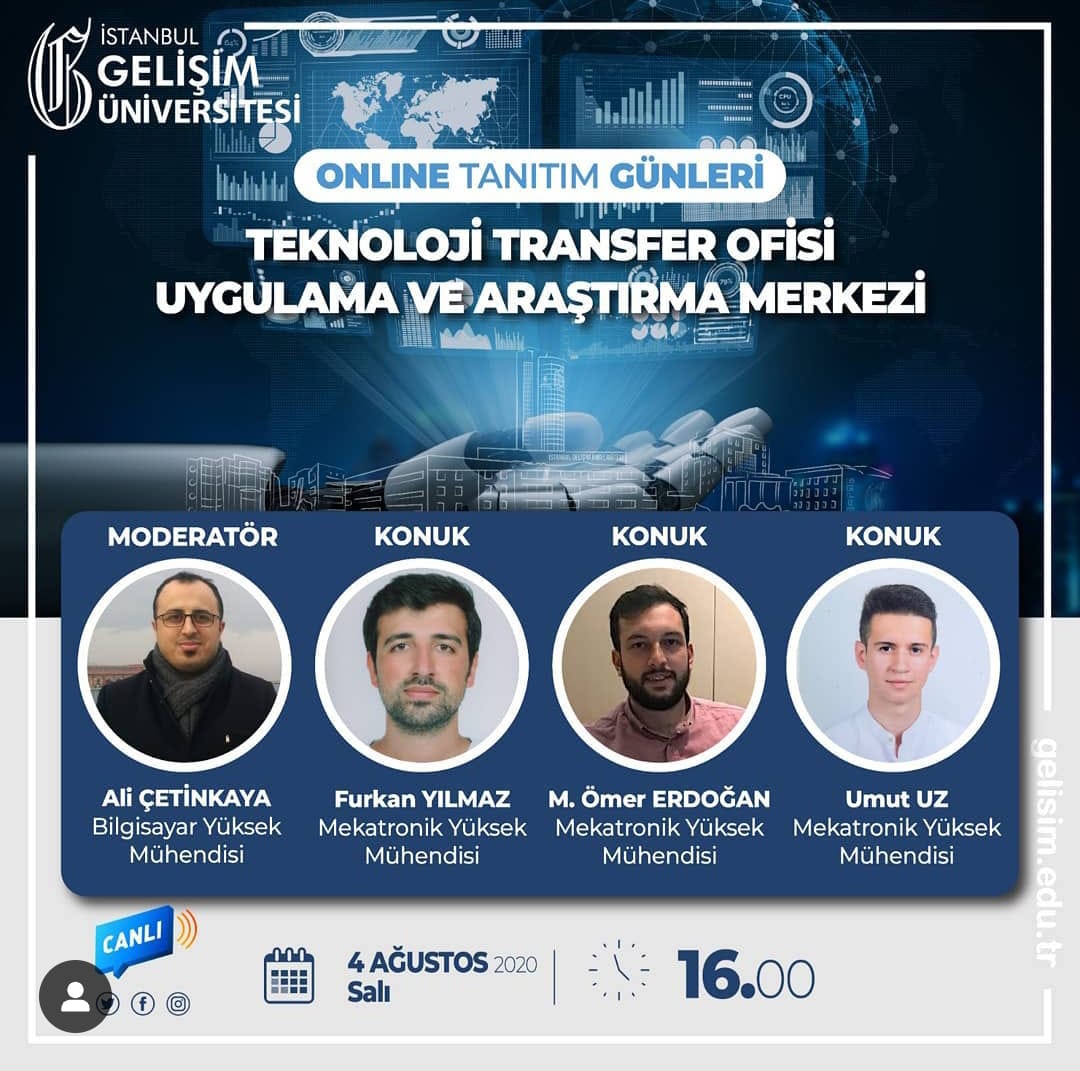 İSTANBUL
GELİŞİM
ÜNİVERSİTESİ
ONLINE TANITIM GÜNLERİ
TEKNOLOJİ TRANSFER OFİSİ
UYGULAMA VE ARAŞTIRMA MERKEZİ
MODERATÖR
Ali ÇETİNKAYA
Bilgisayar Yüksek
Mühendisi
KONUK
Furkan YILMAZ
Mekatronik Yüksek
Mühendisi
KONUK
M. Ömer ERDOĞAN
Mekatronik Yüksek
Mühendisi
KONUK
Umut UZ
Mekatronik Yüksek
Mühendisi
gelisim.edu.tr
CANLI
4 AĞUSTOS 2020
Salı
16.00